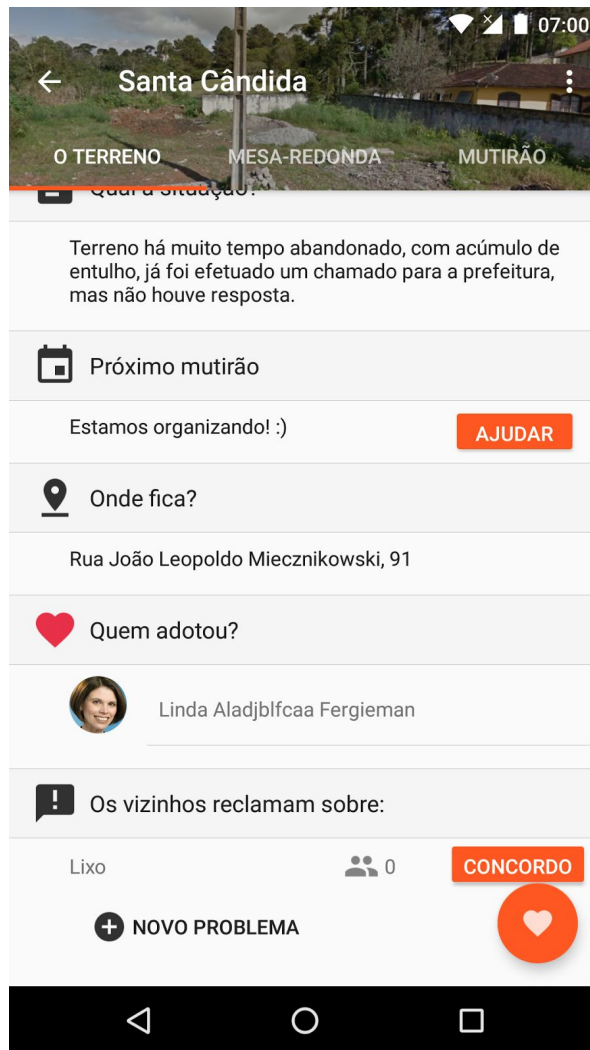 07:00
Santa Cândida
O TERRENO MESA-REDONDA MUTIRÃO
Qual a situação?
Terreno há muito tempo abandonado, com acúmulo de
entulho, já foi efetuado um chamado para a prefeitura,
mas não houve resposta.
Próximo mutirão
Estamos organizando! :)
AJUDAR
Onde fica?
Rua João Leopoldo Miecznikowski, 91
Quem adotou?
Linda Aladjblfcaa Fergieman
Os vizinhos reclamam sobre:
Lixo 0 CONCORDO
NOVO PROBLEMA